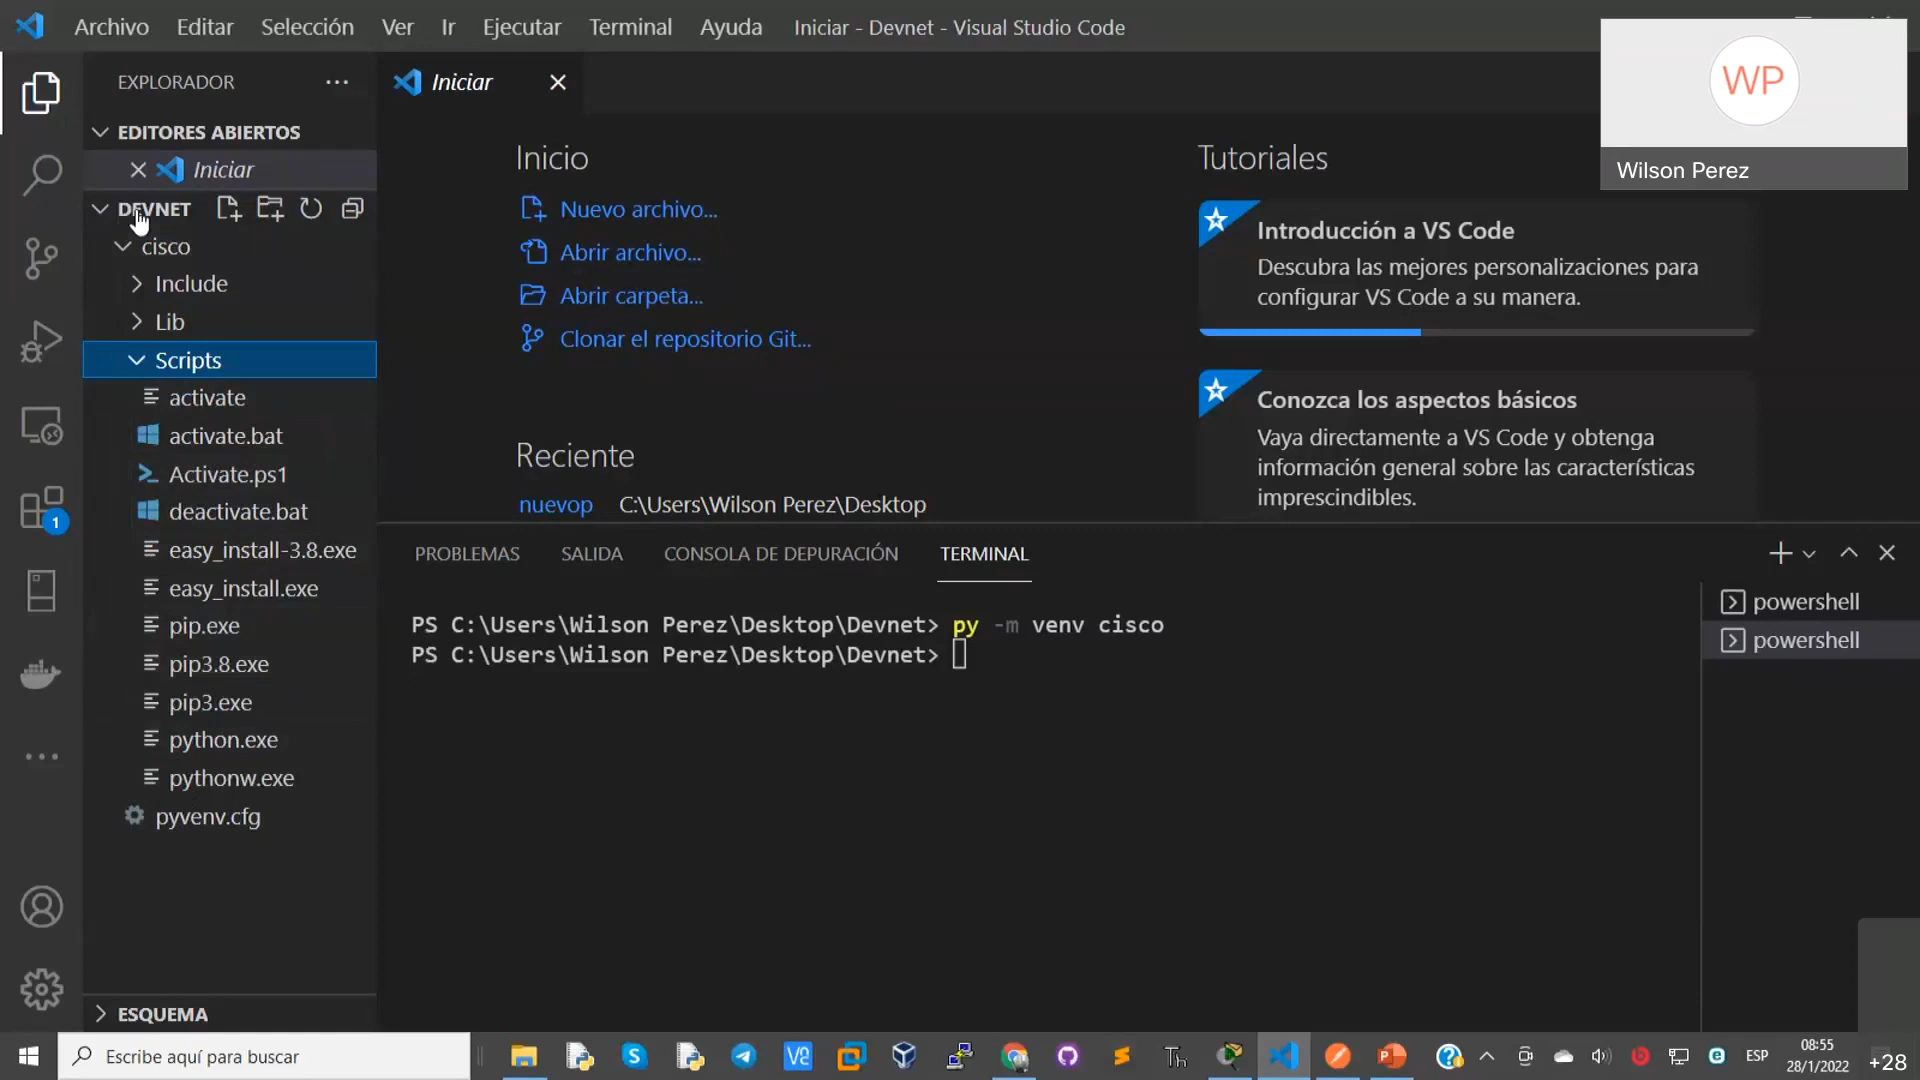 Archivo Editar Selección Ver Ir Ejecutar Terminal Ayuda Iniciar - Devnet - Visual Studio Code
EXPLORADOR
EDITORES ABIERTOS
Iniciar
DEVNET
cisco
Include
Lib
Scripts
activate
activate.bat
Activate.ps1
deactivate.bat
easy_install-3.8.exe
easy_install.exe
pip.exe
pip3.8.exe
pip3.exe
python.exe
pythonw.exe
pyvenv.cfg
ESQUEMA
1
Iniciar
Inicio
Nuevo archivo...
Abrir archivo...
Abrir carpeta...
Clonar el repositorio Git...
Reciente
nuevop C:\Users\Wilson Perez\Desktop
Tutoriales
Introducción a VS Code
Descubra las mejores personalizaciones para
configurar VS Code a su manera.
Conozca los aspectos básicos
Vaya directamente a VS Code y obtenga
información general sobre las características
imprescindibles.
WP
Wilson Perez
PROBLEMAS SALIDA CONSOLA DE DEPURACIÓN TERMINAL
PS C:\Users\Wilson Perez\Desktop\Devnet> py -m venv cisco
PS C:\Users\Wilson Perez\Desktop\Devnet>
powershell
powershell
Escribe aquí para buscar
ESP
08:55
28/1/2022
+28